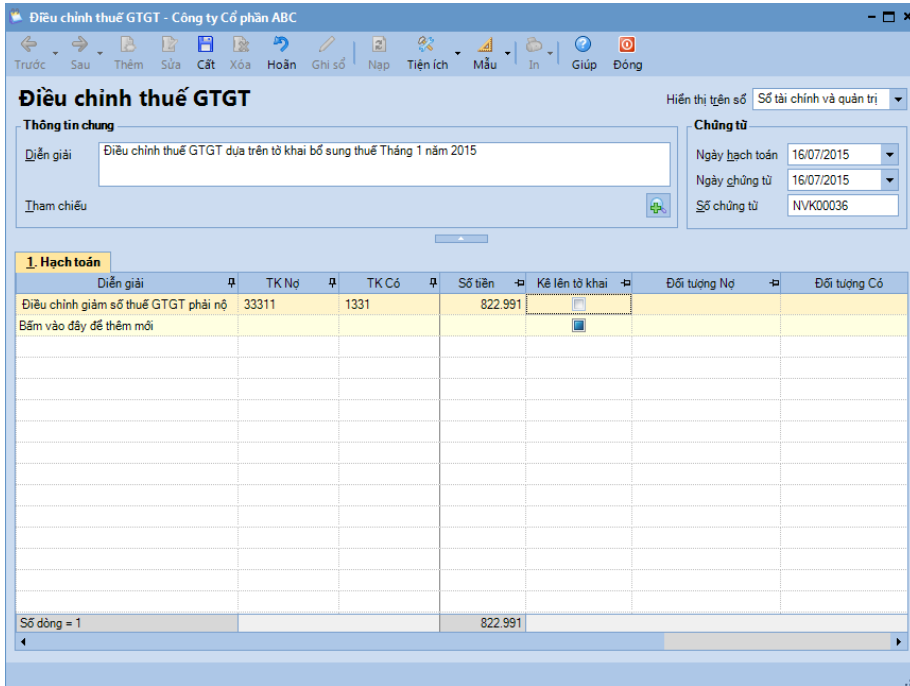 Điều chỉnh thuế GTGT - Công ty Cổ phần ABC
Trước Sau Thêm Sửa Cất Xóa Hoãn Ghi sổ Nạp Tiện ích Mẫu In Giúp Đóng
Điều chỉnh thuế GTGT
Hiển thị trên sổ Sổ tài chính và quản trị
Thông tin chung
Chứng từ
Diễn giải Điều chỉnh thuế GTGT dựa trên tờ khai bổ sung thuế Tháng 1 năm 2015
Ngày hạch toán 16/07/2015
Ngày chứng từ 16/07/2015
Tham chiếu
Số chứng từ NVK00036
1. Hạch toán
Diễn giải TK Nợ TK Có Số tiền Kê lên tờ khai Đối tượng Nợ Đối tượng Có
Điều chỉnh giảm số thuế GTGT phải nộ 33311 1331 822.991
Bấm vào đây để thêm mới
Số dòng = 1 822.991